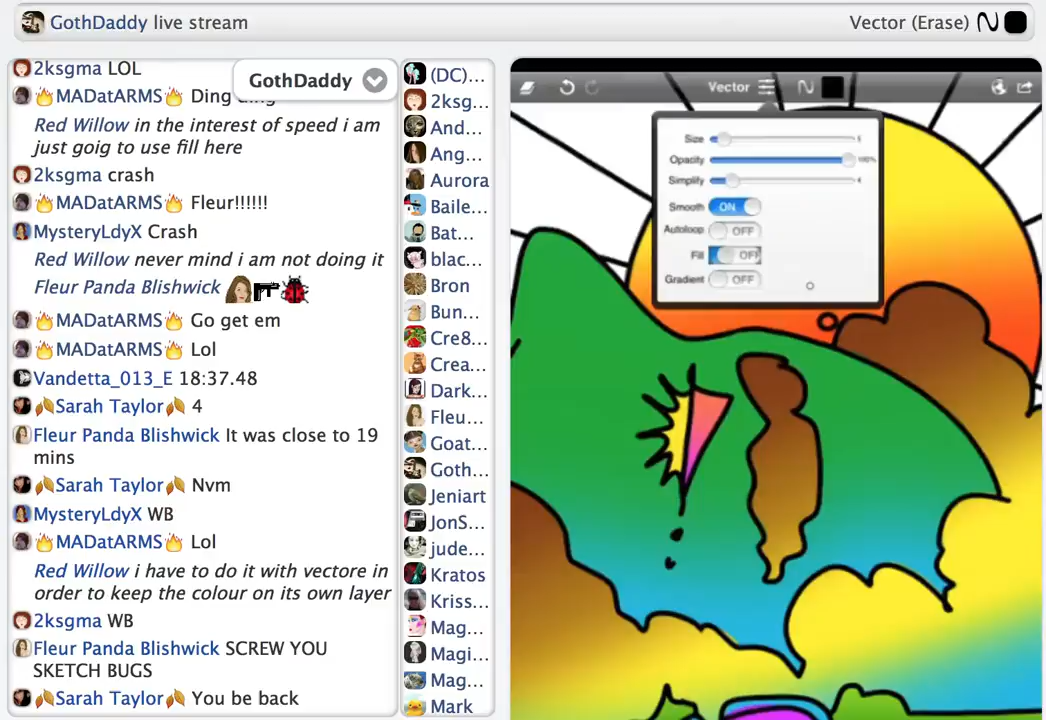 GothDaddy live stream
Vector (Erase)
2ksgma LOL
GothDaddy
MADatARMS Ding ding
Red Willow in the interest of speed i am
just goig to use fill here
2ksgma crash
MADatARMS Fleur!!!!!!
MysteryLdyX Crash
Red Willow never mind i am not doing it
Fleur Panda Blishwick
MADatARMS Go get em
MADatARMS Lol
Vandetta_013_E 18:37.48
Sarah Taylor 4
Fleur Panda Blishwick It was close to 19
mins
Sarah Taylor Nvm
MysteryLdyX WB
MADatARMS Lol
Red Willow i have to do it with vectore in
order to keep the colour on its own layer
2ksgma WB
Fleur Panda Blishwick SCREW YOU
SKETCH BUGS
Sarah Taylor You be back
(DC)...
2ksg...
And...
Ang...
Aurora
Baile...
Bat...
blac...
Bron
Bun...
Cre8...
Crea...
Dark...
Fleu...
Goat...
Goth...
Jeniart
JonS...
jude...
Kratos
Kriss...
Mag...
Magi...
Mag...
Mark
Vector
Size
Opacity 100%
Simplify 4
Smooth ON
Autoloop OFF
Fill OFF
Gradient OFF